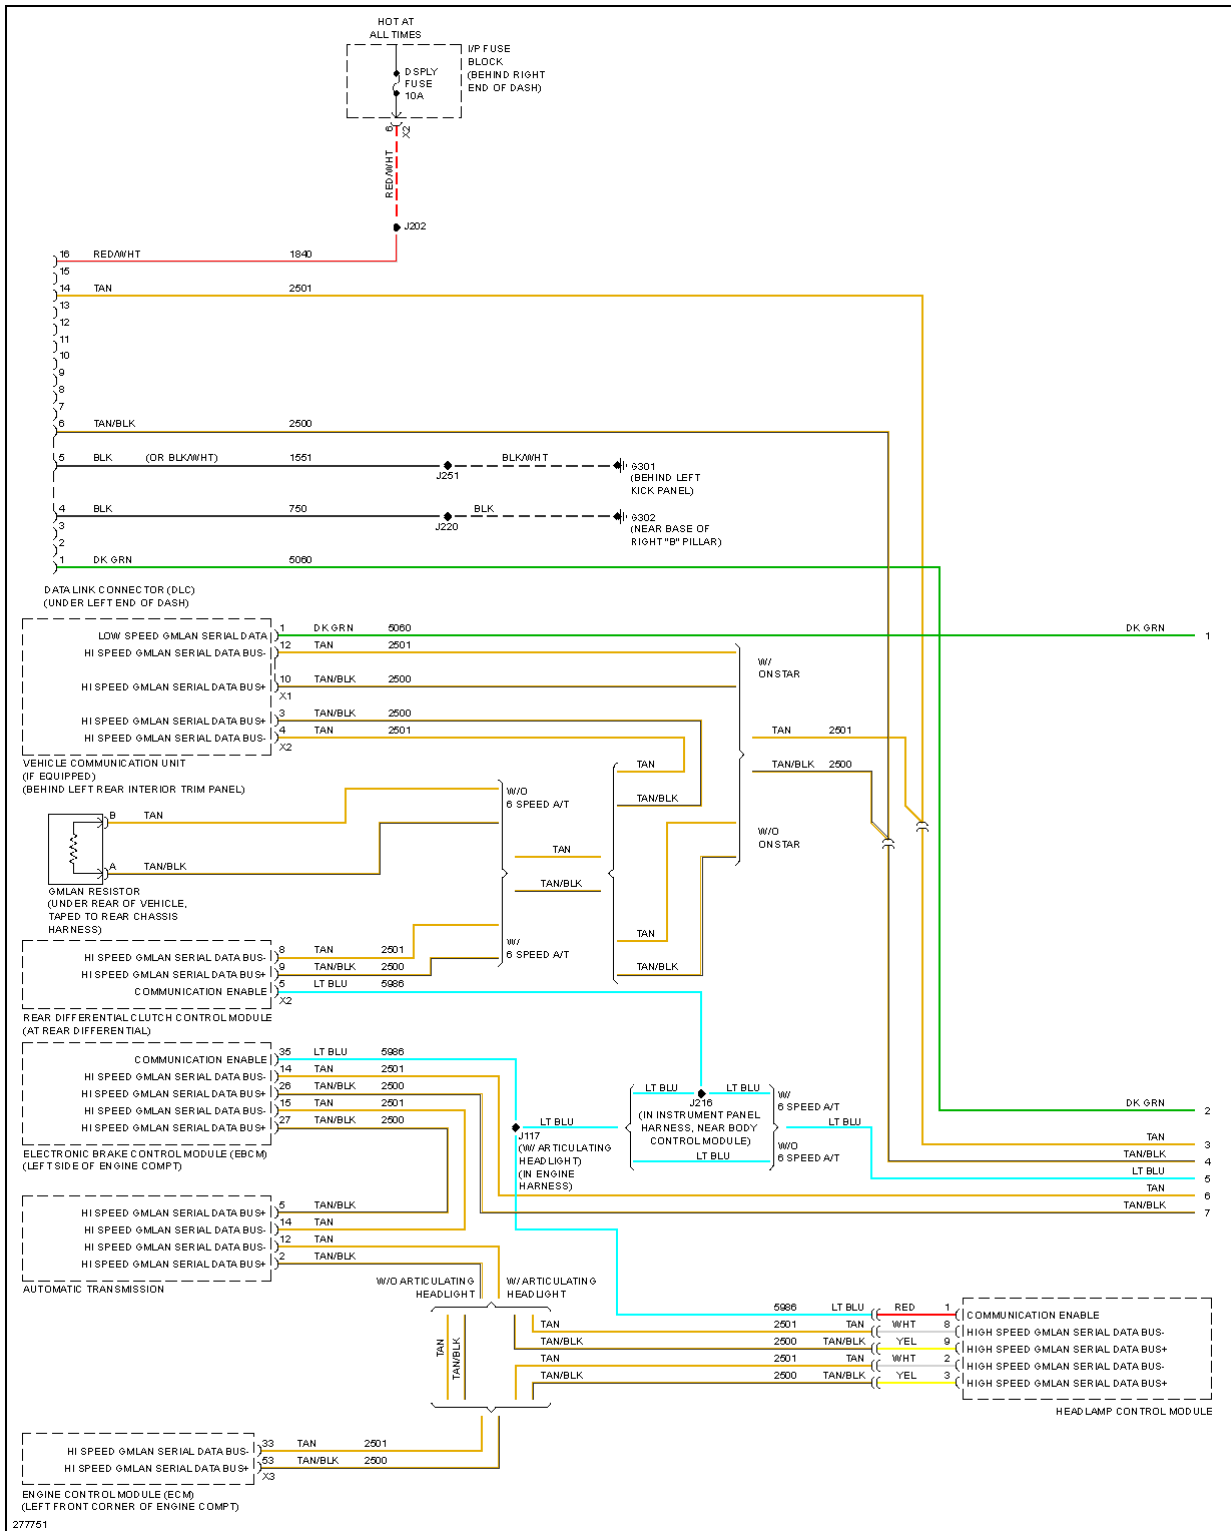 HOT AT
ALL TIMES
I/P FUSE
BLOCK
(BEHIND RIGHT
END OF DASH)
DSPLY
FUSE
10A
6
X2
RED/WHT
J202
16 RED/WHT 1840
15
14 TAN 2501
13
12
11
10
9
8
7
6 TAN/BLK 2500
5 BLK (OR BLK/WHT) 1551 BLK/WHT
J251
G301
(BEHIND LEFT
KICK PANEL)
4 BLK 750 BLK
J220
G302
(NEAR BASE OF
RIGHT "B" PILLAR)
3
2
1 DK GRN 5060
DATA LINK CONNECTOR (DLC)
(UNDER LEFT END OF DASH)
LOW SPEED GMLAN SERIAL DATA 1 DK GRN 5060 DK GRN 1
HI SPEED GMLAN SERIAL DATA BUS- 12 TAN 2501
HI SPEED GMLAN SERIAL DATA BUS+ 10 TAN/BLK 2500
X1
HI SPEED GMLAN SERIAL DATA BUS+ 3 TAN/BLK 2500
HI SPEED GMLAN SERIAL DATA BUS- 4 TAN 2501
X2
VEHICLE COMMUNICATION UNIT
(IF EQUIPPED)
(BEHIND LEFT REAR INTERIOR TRIM PANEL)
W/
ONSTAR
TAN 2501
TAN/BLK 2500
W/O
ONSTAR
TAN
TAN/BLK
W/O
6 SPEED A/T
B TAN
A TAN/BLK
TAN
TAN/BLK
GMLAN RESISTOR
(UNDER REAR OF VEHICLE,
TAPED TO REAR CHASSIS
HARNESS)
TAN
TAN/BLK
W/
6 SPEED A/T
HI SPEED GMLAN SERIAL DATA BUS- 8 TAN 2501
HI SPEED GMLAN SERIAL DATA BUS+ 9 TAN/BLK 2500
COMMUNICATION ENABLE 5 LT BLU 5986
X2
REAR DIFFERENTIAL CLUTCH CONTROL MODULE
(AT REAR DIFFERENTIAL)
COMMUNICATION ENABLE 35 LT BLU 5986
HI SPEED GMLAN SERIAL DATA BUS- 14 TAN 2501
HI SPEED GMLAN SERIAL DATA BUS+ 26 TAN/BLK 2500
HI SPEED GMLAN SERIAL DATA BUS- 15 TAN 2501
HI SPEED GMLAN SERIAL DATA BUS+ 27 TAN/BLK 2500
ELECTRONIC BRAKE CONTROL MODULE (EBCM)
(LEFT SIDE OF ENGINE COMPT)
LT BLU
J117
(W/ ARTICULATING
HEADLIGHT)
(IN ENGINE
HARNESS)
LT BLU LT BLU
J216
(IN INSTRUMENT PANEL
HARNESS, NEAR BODY
CONTROL MODULE)
LT BLU
W/
6 SPEED A/T
W/O
6 SPEED A/T
LT BLU
DK GRN 2
TAN 3
TAN/BLK 4
LT BLU 5
TAN 6
TAN/BLK 7
HI SPEED GMLAN SERIAL DATA BUS+ 5 TAN/BLK
HI SPEED GMLAN SERIAL DATA BUS- 14 TAN
HI SPEED GMLAN SERIAL DATA BUS- 12 TAN
HI SPEED GMLAN SERIAL DATA BUS+ 2 TAN/BLK
AUTOMATIC TRANSMISSION
W/O ARTICULATING
HEADLIGHT
W/ ARTICULATING
HEADLIGHT
TAN
TAN/BLK
5986 LT BLU RED 1 COMMUNICATION ENABLE
TAN 2501 TAN WHT 8 HIGH SPEED GMLAN SERIAL DATA BUS-
TAN/BLK 2500 TAN/BLK YEL 9 HIGH SPEED GMLAN SERIAL DATA BUS+
TAN 2501 TAN WHT 2 HIGH SPEED GMLAN SERIAL DATA BUS-
TAN/BLK 2500 TAN/BLK YEL 3 HIGH SPEED GMLAN SERIAL DATA BUS+
HEADLAMP CONTROL MODULE
HI SPEED GMLAN SERIAL DATA BUS- 33 TAN 2501
HI SPEED GMLAN SERIAL DATA BUS+ 53 TAN/BLK 2500
X3
ENGINE CONTROL MODULE (ECM)
(LEFT FRONT CORNER OF ENGINE COMPT)
277751